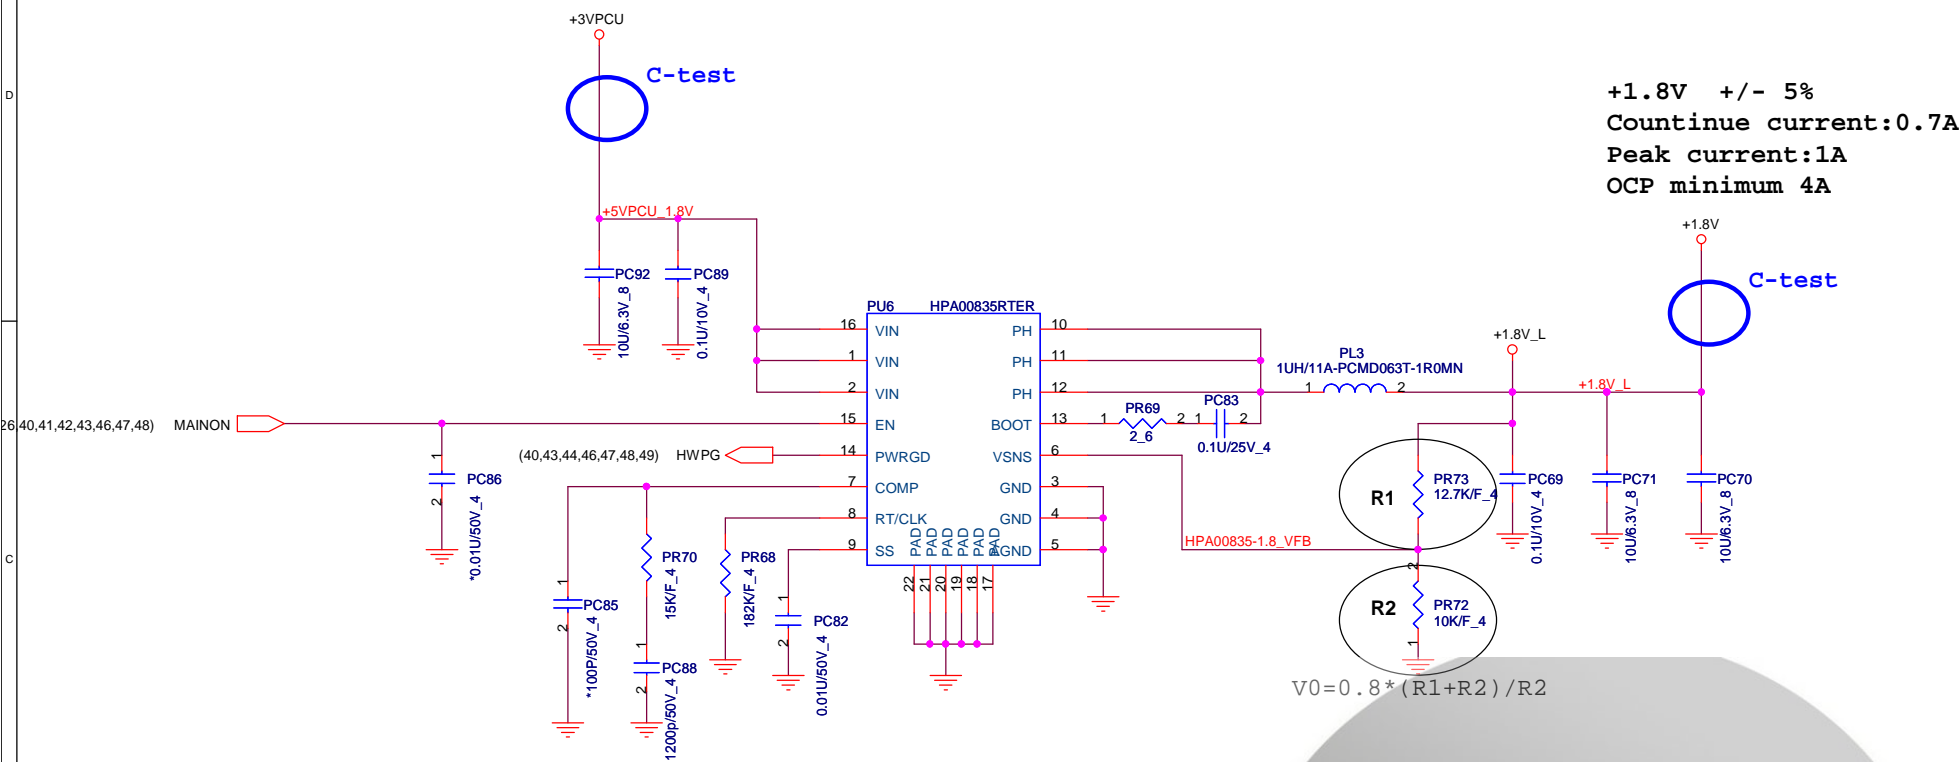 +3VPCU
C-test
D
+1.8V +/- 5%
Countinue current:0.7A
Peak current:1A
OCP minimum 4A
+5VPCU_1.8V
+1.8V
C-test
PC92
10U/6.3V_8
PC89
0.1U/10V_4
PU6 HPA00835RTER
16 VIN PH 10
1 VIN PH 11
2 VIN PH 12
15 EN BOOT 13
14 PWRGD VSNS 6
7 COMP GND 3
8 RT/CLK GND 4
9 SS AGND 5
PAD PAD PAD PAD PAD PAD
22 21 20 19 18 17
+1.8V_L
PL3
1UH/11A-PCMD063T-1R0MN
1 2
+1.8V_L
PR69
1 2
2_6
PC83
1 2
0.1U/25V_4
26,40,41,42,43,46,47,48) MAINON
(40,43,44,46,47,48,49) HWPG
1
PC86
2
*0.01U/50V_4
R1
PR73
12.7K/F_4
PC69
0.1U/10V_4
PC71
10U/6.3V_8
PC70
10U/6.3V_8
HPA00835-1.8_VFB
C
PR70
15K/F_4
PR68
182K/F_4
1
PC85
2
*100P/50V_4
1
PC82
2
0.01U/50V_4
2
R2
PR72
10K/F_4
1
1
PC88
2
1200p/50V_4
V0=0.8*(R1+R2)/R2